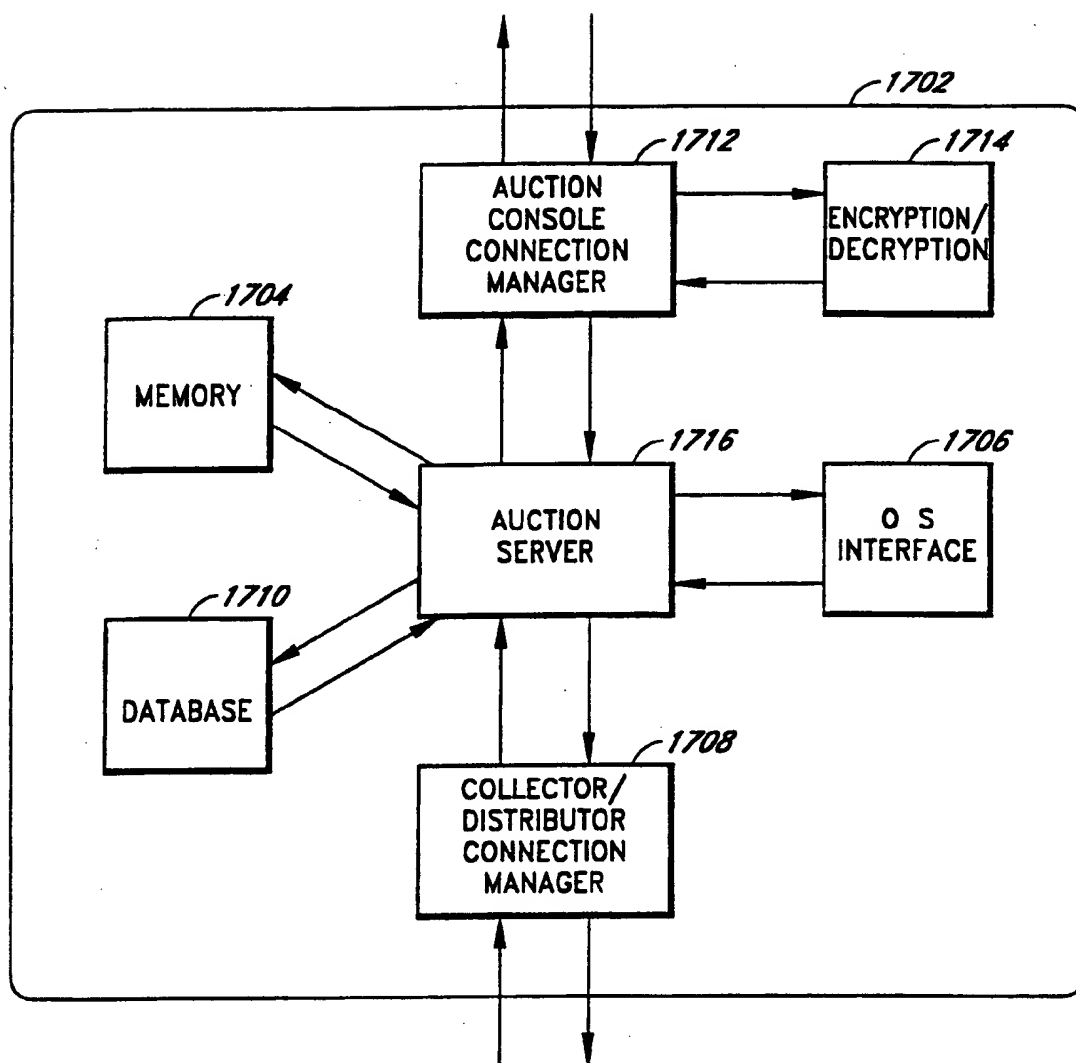 1702
1712
AUCTION
CONSOLE
CONNECTION
MANAGER
1714
ENCRYPTION/
DECRYPTION
1704
MEMORY
1716
AUCTION
SERVER
1706
O S
INTERFACE
1710
DATABASE
1708
COLLECTOR/
DISTRIBUTOR
CONNECTION
MANAGER